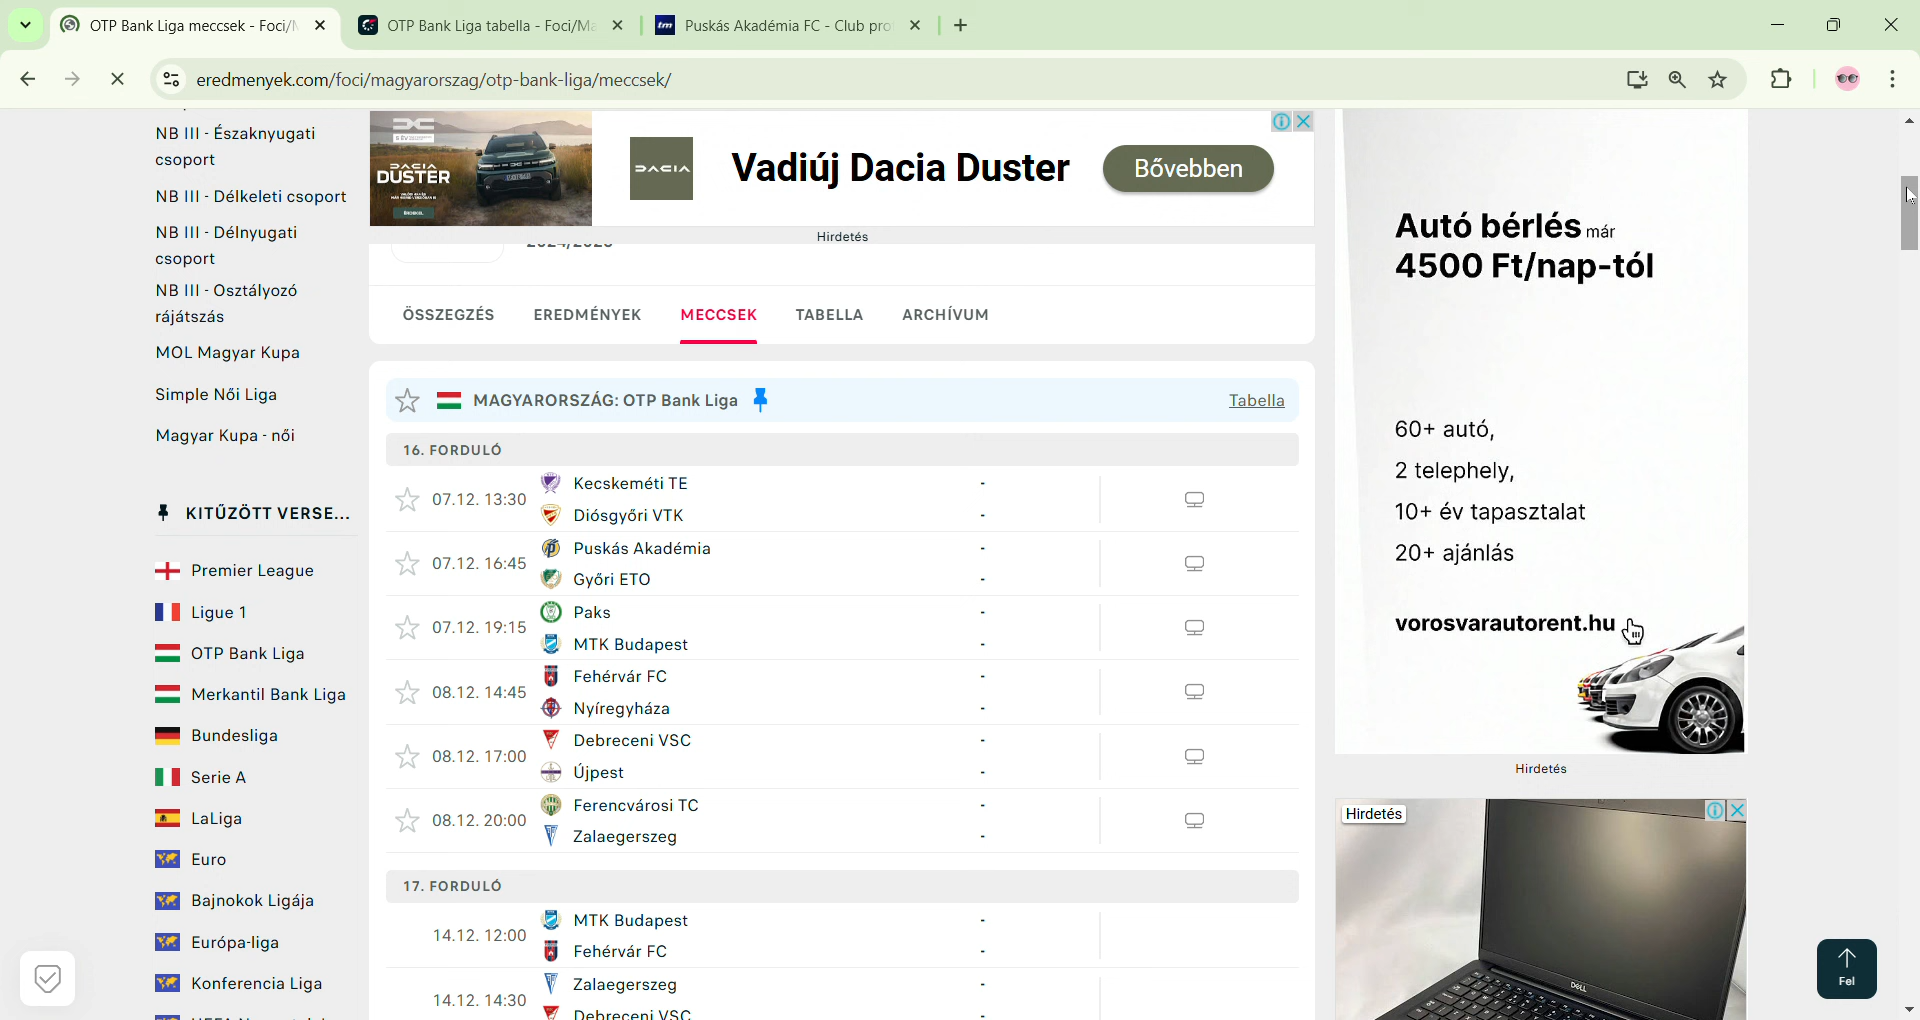 OTP Bank Liga meccsek - Foci/
OTP Bank Liga tabella - Foci/Ma
tm
Puskás Akadémia FC - Club pro
eredmenyek.com/foci/magyarorszag/otp-bank-liga/meccsek/
NB III - Északnyugati
csoport
NB III - Délkeleti csoport
NB III - Délnyugati
csoport
NB III - Osztályozó
rájátszás
MOL Magyar Kupa
Simple Női Liga
Magyar Kupa - női
KITŰZÖTT VERSE...
Premier League
Ligue 1
OTP Bank Liga
Merkantil Bank Liga
Bundesliga
Serie A
LaLiga
Euro
Bajnokok Ligája
Európa-liga
Konferencia Liga
DACIA
DUSTER
DACIA
Vadiúj Dacia Duster
Bővebben
Hirdetés
2024/2025
ÖSSZEGZÉS EREDMÉNYEK MECCSEK TABELLA ARCHÍVUM
MAGYARORSZÁG: OTP Bank Liga
Tabella
16. FORDULÓ
07.12. 13:30
Kecskeméti TE -
Diósgyőri VTK -
07.12. 16:45
Puskás Akadémia -
Győri ETO -
07.12. 19:15
Paks -
MTK Budapest -
08.12. 14:45
Fehérvár FC -
Nyíregyháza -
08.12. 17:00
Debreceni VSC -
Újpest -
08.12. 20:00
Ferencvárosi TC -
Zalaegerszeg -
17. FORDULÓ
14.12. 12:00
MTK Budapest -
Fehérvár FC -
14.12. 14:30
Zalaegerszeg -
Debreceni VSC -
Autó bérlés már
4500 Ft/nap-tól
60+ autó,
2 telephely,
10+ év tapasztalat
20+ ajánlás
vorosvarautorent.hu
Hirdetés
Hirdetés
DELL
Fel